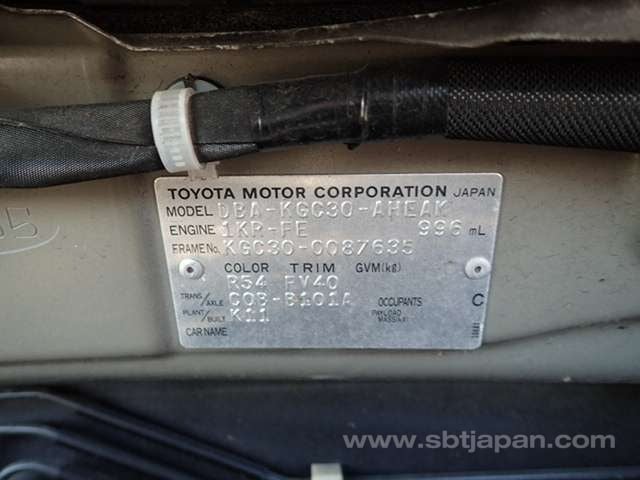 TOYOTA MOTOR CORPORATION JAPAN
MODEL DBA-KGC30-AHEAK
ENGINE 1KR-FE 996 mL
FRAME No. KGC30-0087635
COLOR TRIM GVM(kg)
R54 FV40
TRANS/AXLE C0B-B101A OCCUPANTS C
PLANT/BUILT K11 PAYLOAD MASS(kg)
CAR NAME
www.sbtjapan.com